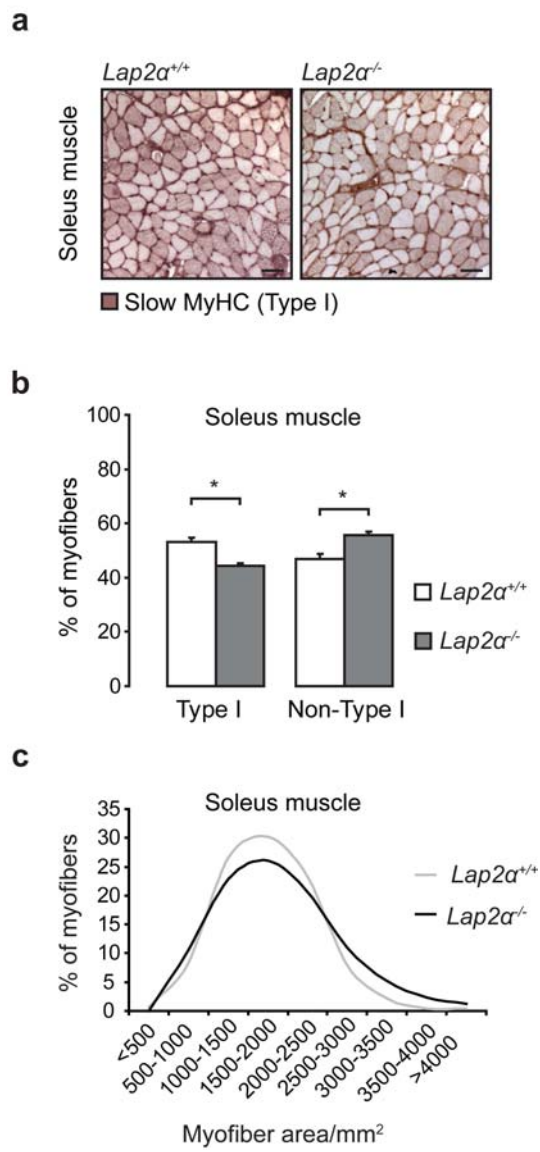 a
Lap2α+/+ Lap2α-/-
Soleus muscle
Slow MyHC (Type I)
b
Soleus muscle
% of myofibers
100
80
60
40
20
0
* *
Type I Non-Type I
Lap2α+/+
Lap2α-/-
c
Soleus muscle
% of myofibers
35
30
25
20
15
10
5
0
<500
500-1000
1000-1500
1500-2000
2000-2500
2500-3000
3000-3500
3500-4000
>4000
Myofiber area/mm²
Lap2α+/+
Lap2α-/-